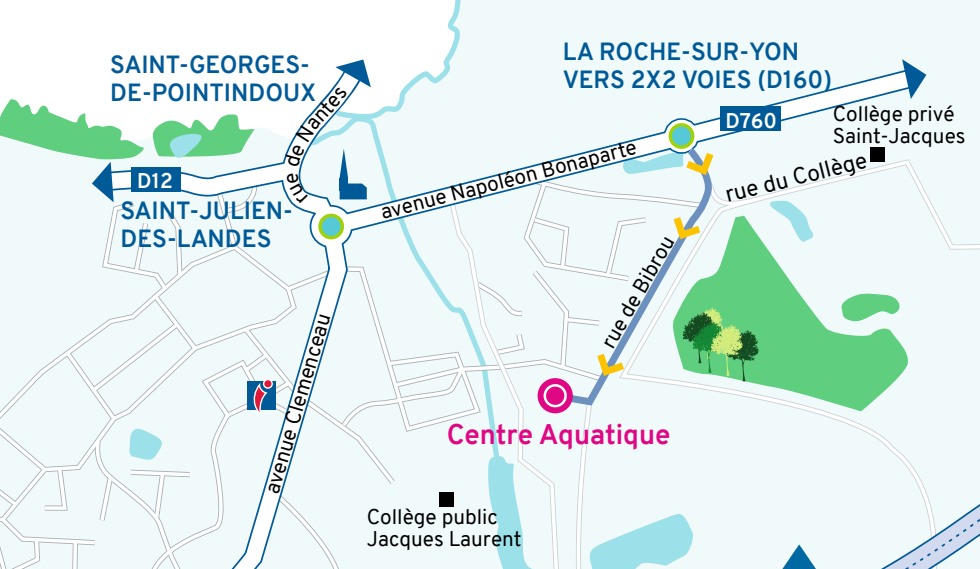 SAINT-GEORGES-
DE-POINTINDOUX
LA ROCHE-SUR-YON
VERS 2X2 VOIES (D160)
rue de Nantes
D760
Collège privé
Saint-Jacques
D12
avenue Napoléon Bonaparte
rue du Collège
SAINT-JULIEN-
DES-LANDES
rue de Bibrou
avenue Clemenceau
Centre Aquatique
Collège public
Jacques Laurent